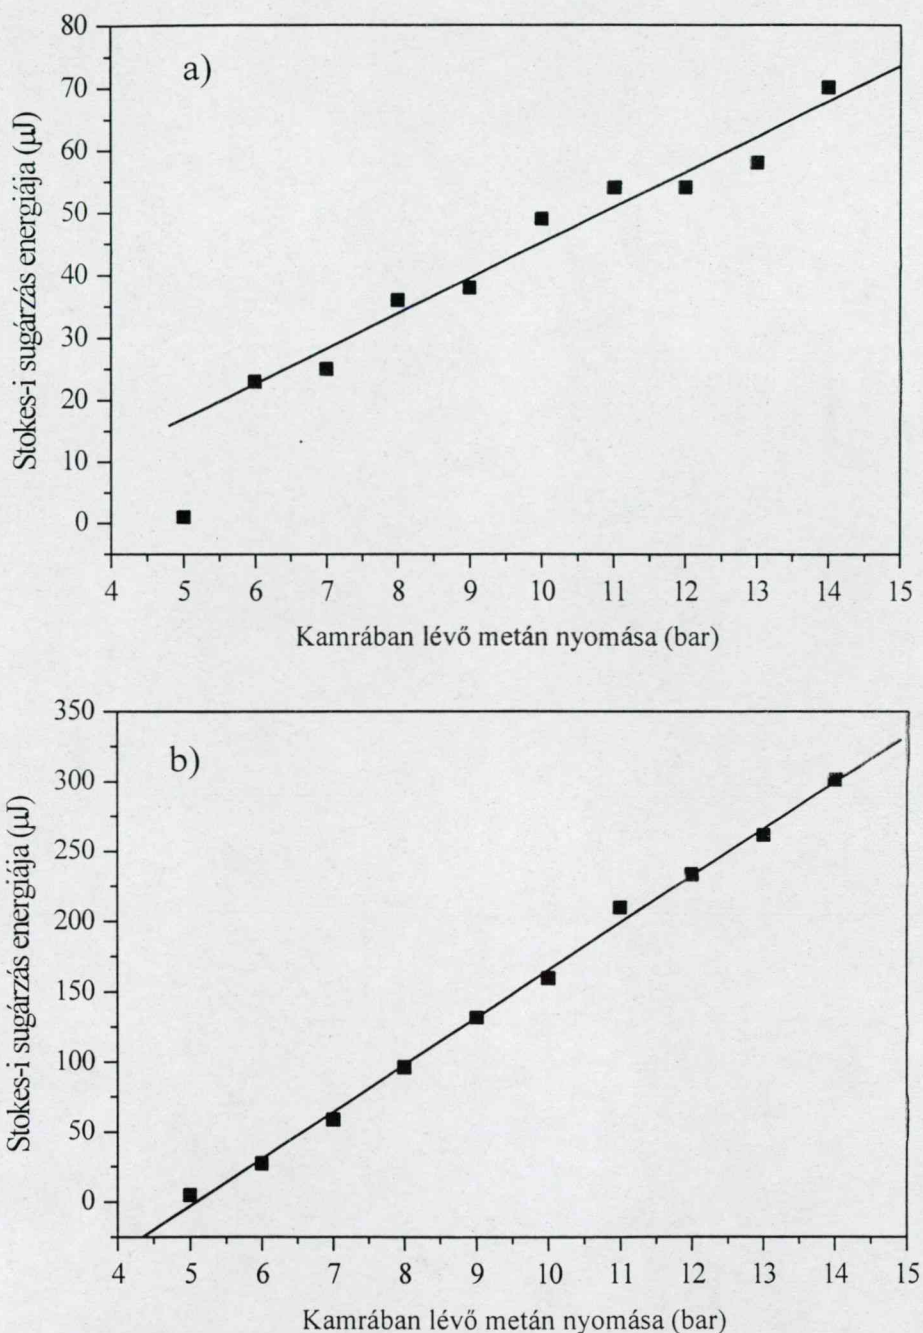 80
70
60
50
40
30
20
10
0
Stokes-i sugárzás energiája (µJ)
a)
4 5 6 7 8 9 10 11 12 13 14 15
Kamrában lévő metán nyomása (bar)
350
300
250
200
150
100
50
0
Stokes-i sugárzás energiája (µJ)
b)
4 5 6 7 8 9 10 11 12 13 14 15
Kamrában lévő metán nyomása (bar)